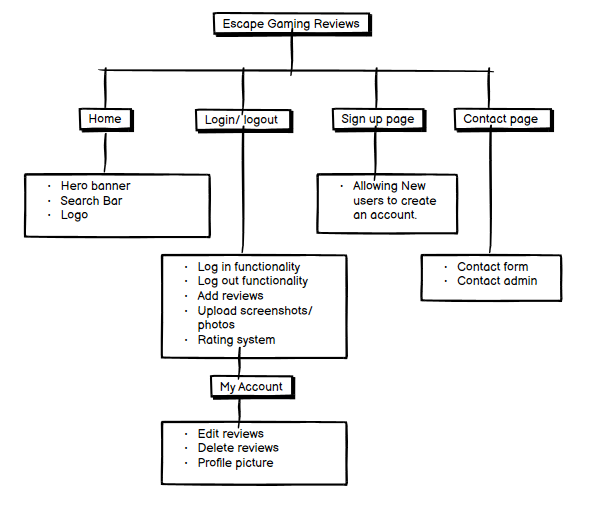 Escape Gaming Reviews
Home
Login/ logout
Sign up page
Contact page
· Hero banner
· Search Bar
· Logo
· Allowing New
users to create
an account.
· Log in functionality
· Log out functionality
· Add reviews
· Upload screenshots/
photos
· Rating system
· Contact form
· Contact admin
My Account
· Edit reviews
· Delete reviews
· Profile picture